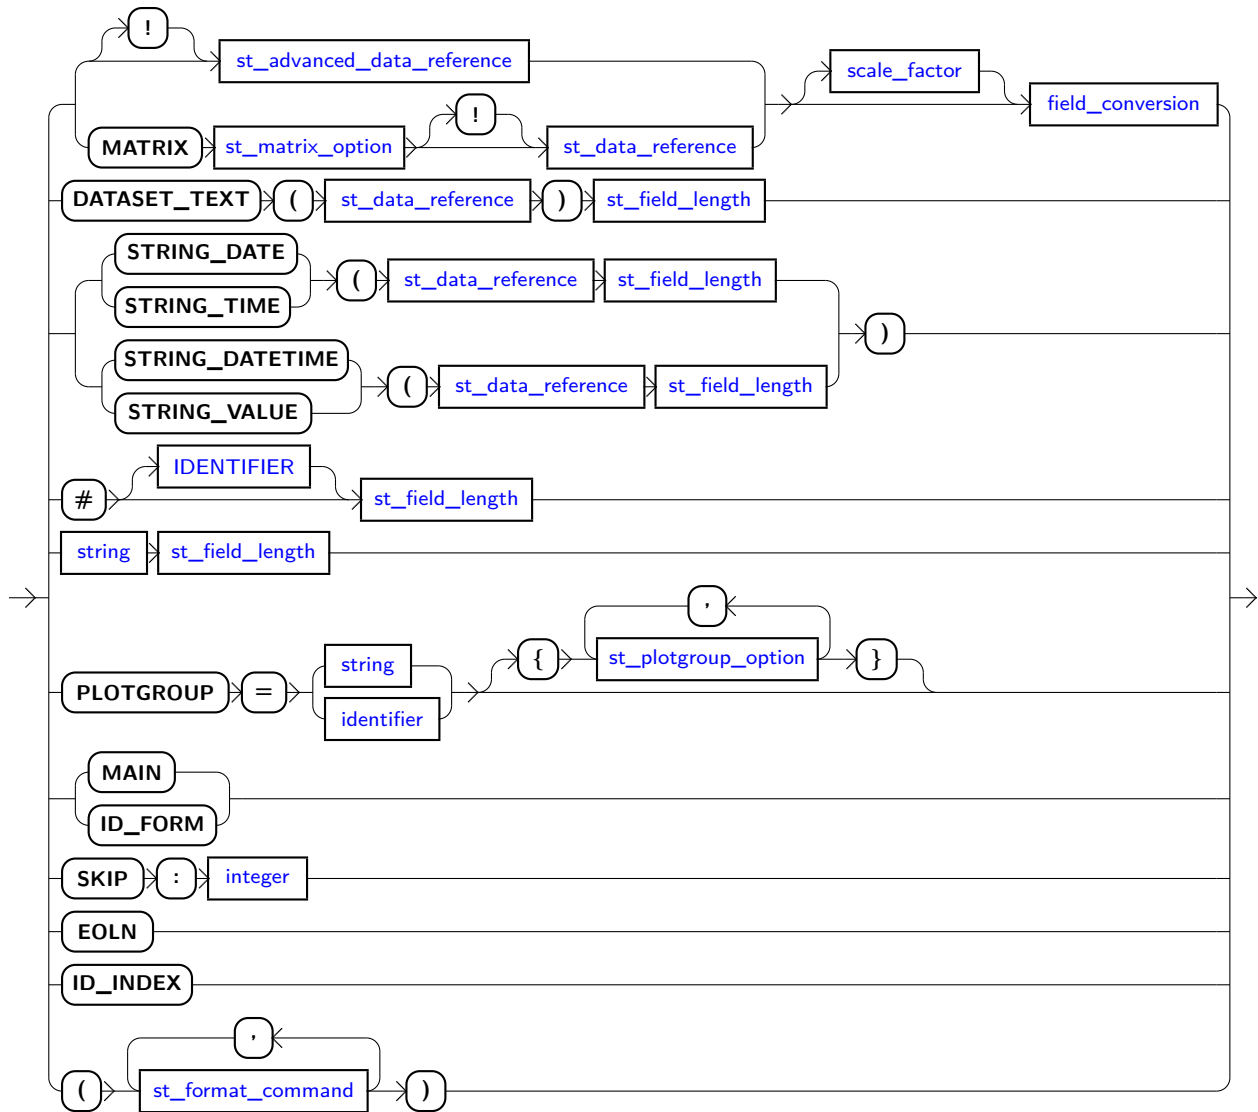 !
st_advanced_data_reference
scale_factor
field_conversion
!
MATRIX st_matrix_option st_data_reference
DATASET_TEXT ( st_data_reference ) st_field_length
STRING_DATE
( st_data_reference st_field_length
STRING_TIME
)
STRING_DATETIME
( st_data_reference st_field_length
STRING_VALUE
IDENTIFIER
# st_field_length
string st_field_length
,
string
{ st_plotgroup_option }
PLOTGROUP =
identifier
MAIN
ID_FORM
SKIP : integer
EOLN
ID_INDEX
,
( st_format_command )